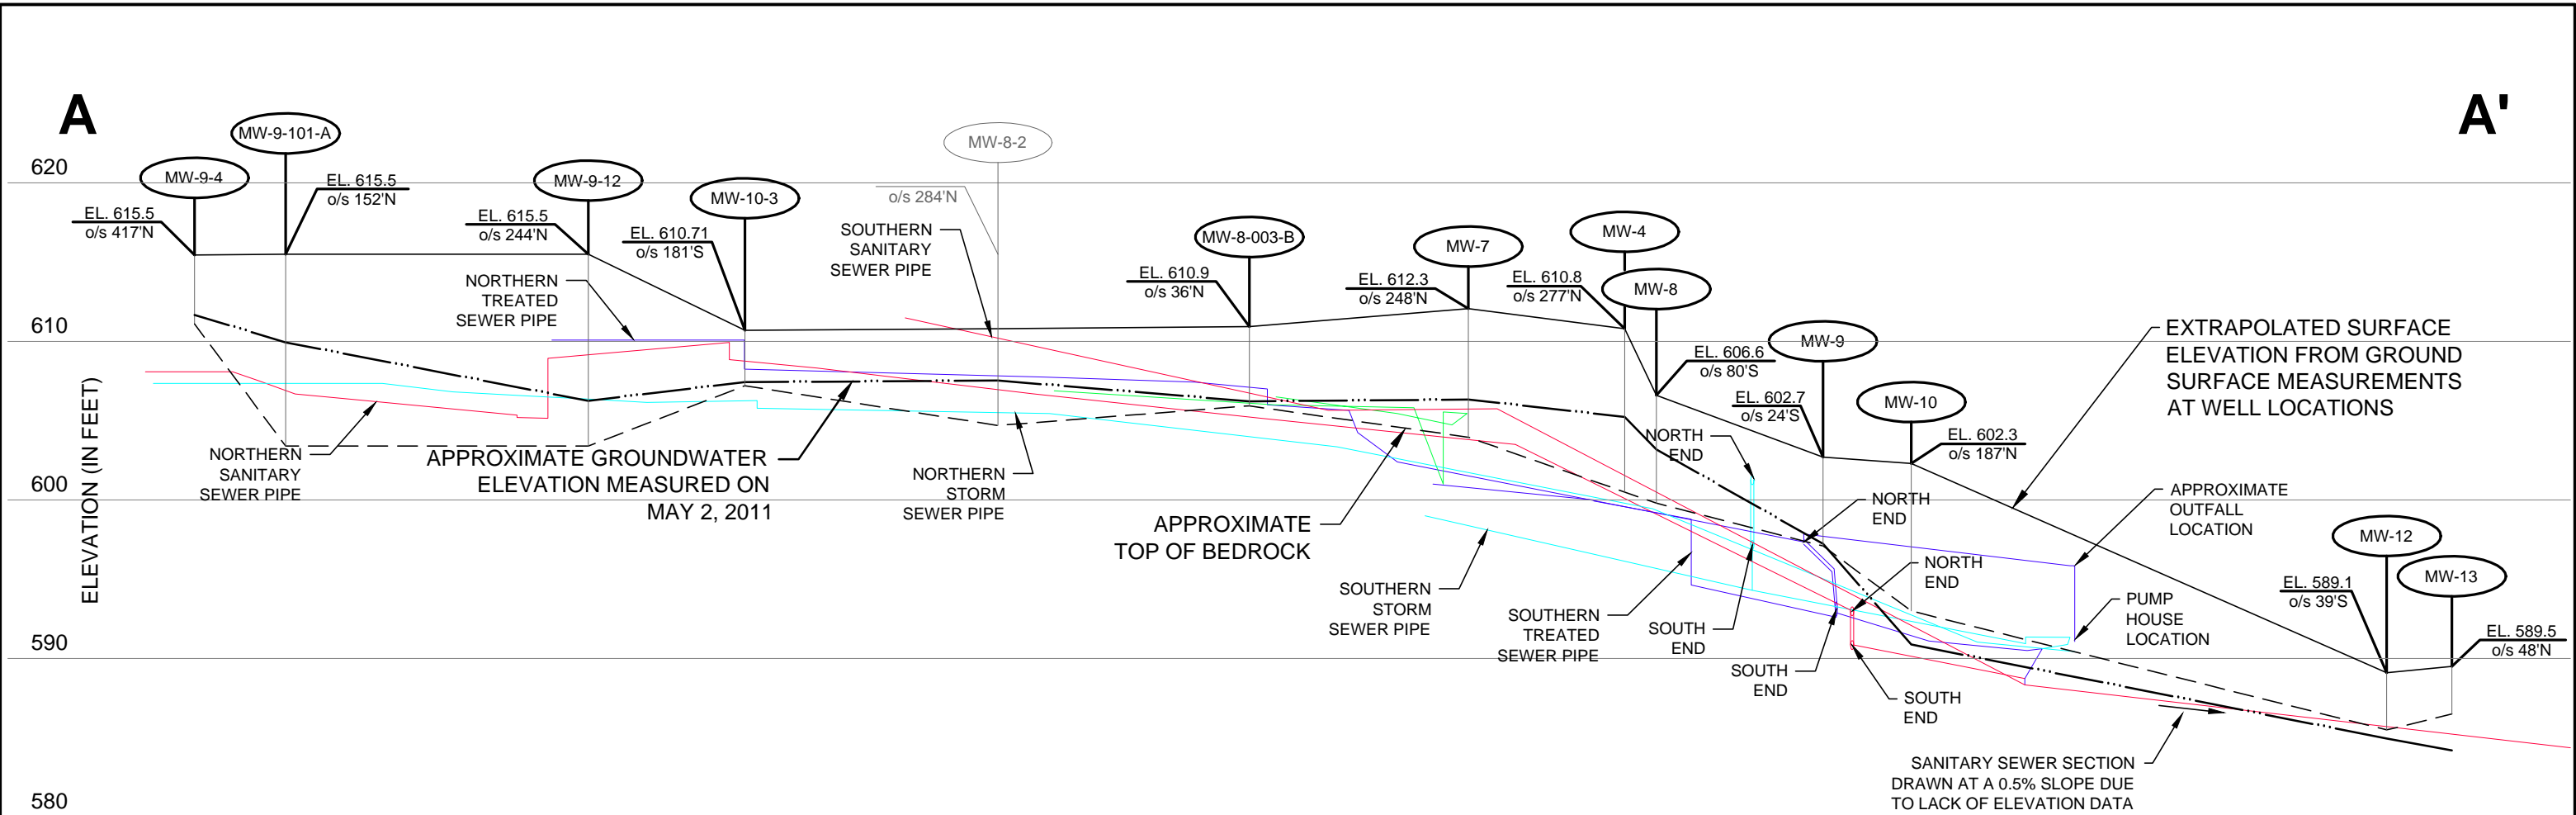 A
A'
MW-9-101-A
MW-9-4
MW-9-12
MW-10-3
MW-8-2
MW-8-003-B
MW-7
MW-4
MW-8
MW-9
MW-10
MW-12
MW-13
620
610
600
590
580
ELEVATION (IN FEET)
EL. 615.5
o/s 417'N
EL. 615.5
o/s 152'N
EL. 615.5
o/s 244'N
EL. 610.71
o/s 181'S
o/s 284'N
EL. 610.9
o/s 36'N
EL. 612.3
o/s 248'N
EL. 610.8
o/s 277'N
EL. 606.6
o/s 80'S
EL. 602.7
o/s 24'S
EL. 602.3
o/s 187'N
EL. 589.1
o/s 39'S
EL. 589.5
o/s 48'N
NORTHERN
TREATED
SEWER PIPE
SOUTHERN
SANITARY
SEWER PIPE
NORTHERN
SANITARY
SEWER PIPE
APPROXIMATE GROUNDWATER
ELEVATION MEASURED ON
MAY 2, 2011
NORTHERN
STORM
SEWER PIPE
APPROXIMATE
TOP OF BEDROCK
SOUTHERN
STORM
SEWER PIPE
SOUTHERN
TREATED
SEWER PIPE
NORTH
END
SOUTH
END
NORTH
END
SOUTH
END
NORTH
END
SOUTH
END
EXTRAPOLATED SURFACE
ELEVATION FROM GROUND
SURFACE MEASUREMENTS
AT WELL LOCATIONS
APPROXIMATE
OUTFALL
LOCATION
PUMP
HOUSE
LOCATION
SANITARY SEWER SECTION
DRAWN AT A 0.5% SLOPE DUE
TO LACK OF ELEVATION DATA